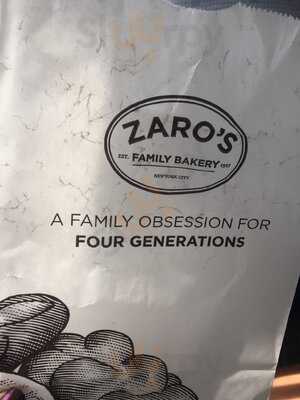 ZARO'S
EST. FAMILY BAKERY 1927
NEW YORK CITY
A FAMILY OBSESSION FOR
FOUR GENERATIONS